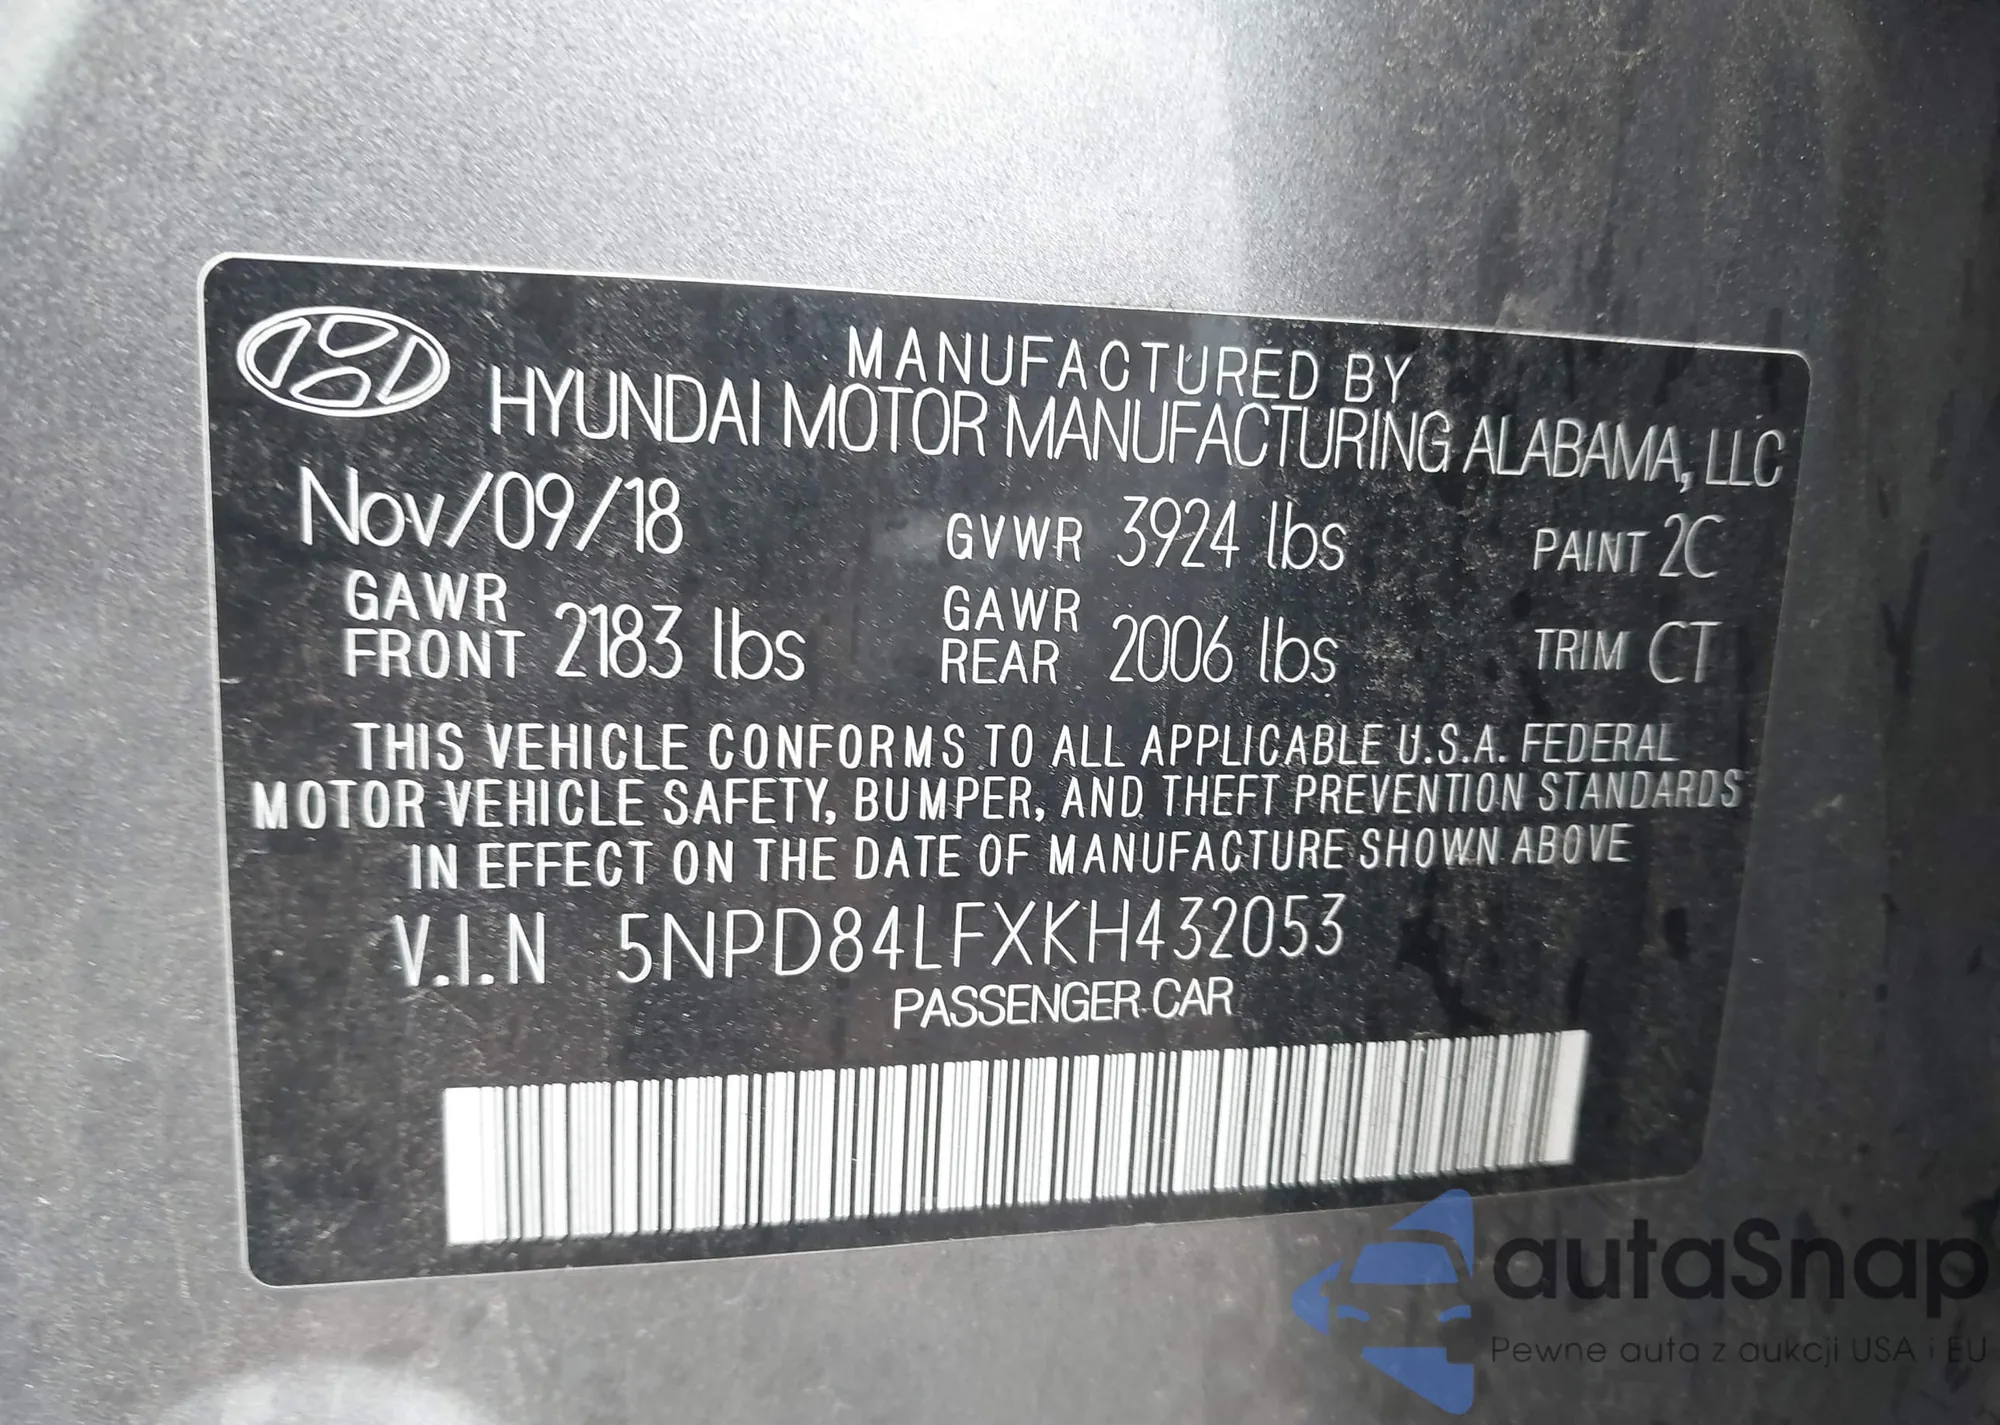 MANUFACTURED BY
HYUNDAI MOTOR MANUFACTURING ALABAMA, LLC
Nov/09/18 GVWR 3924 lbs PAINT 2C
GAWR FRONT 2183 lbs GAWR REAR 2006 lbs TRIM CT
THIS VEHICLE CONFORMS TO ALL APPLICABLE U.S.A. FEDERAL
MOTOR VEHICLE SAFETY, BUMPER, AND THEFT PREVENTION STANDARDS
IN EFFECT ON THE DATE OF MANUFACTURE SHOWN ABOVE
V.I.N 5NPD84LFXKH432053
PASSENGER CAR
autaSnap
Pewne auta z aukcji USA i EU